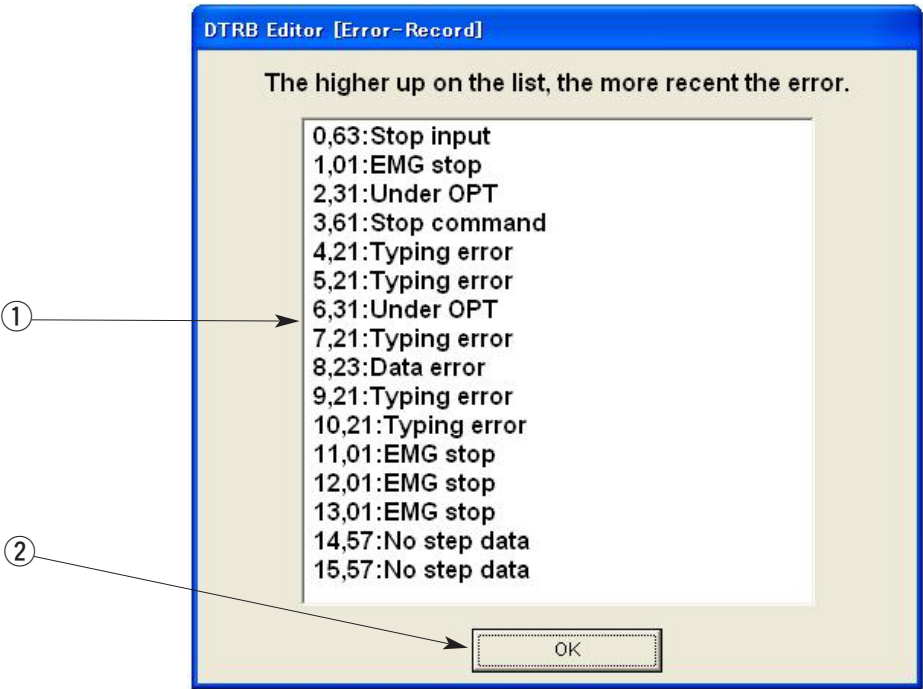 DTRB Editor [Error-Record]
The higher up on the list, the more recent the error.
0,63:Stop input
1,01:EMG stop
2,31:Under OPT
3,61:Stop command
4,21:Typing error
5,21:Typing error
①
6,31:Under OPT
7,21:Typing error
8,23:Data error
9,21:Typing error
10,21:Typing error
11,01:EMG stop
12,01:EMG stop
13,01:EMG stop
14,57:No step data
②
15,57:No step data
OK